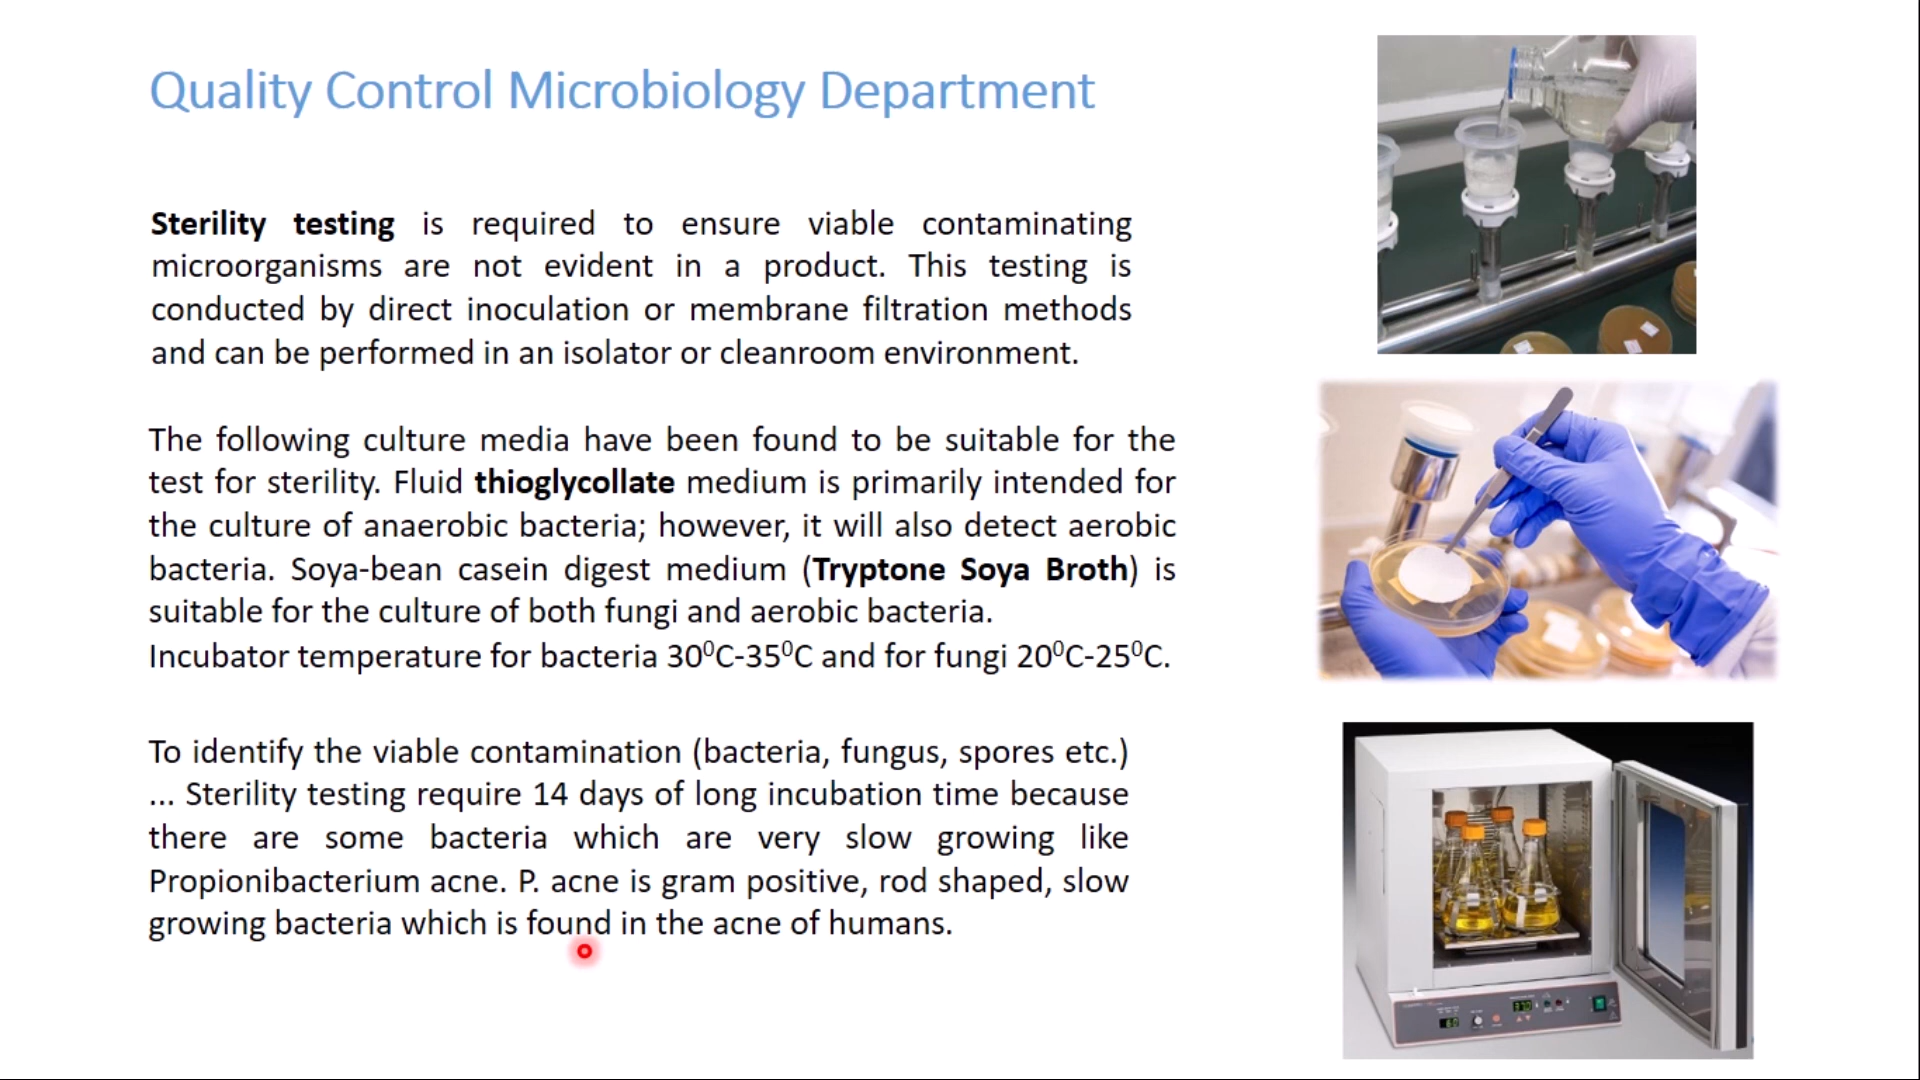 Quality Control Microbiology Department
Sterility testing is required to ensure viable contaminating
microorganisms are not evident in a product. This testing is
conducted by direct inoculation or membrane filtration methods
and can be performed in an isolator or cleanroom environment.
The following culture media have been found to be suitable for the
test for sterility. Fluid thioglycollate medium is primarily intended for
the culture of anaerobic bacteria; however, it will also detect aerobic
bacteria. Soya-bean casein digest medium (Tryptone Soya Broth) is
suitable for the culture of both fungi and aerobic bacteria.
Incubator temperature for bacteria 30⁰C-35⁰C and for fungi 20⁰C-25⁰C.
To identify the viable contamination (bacteria, fungus, spores etc.)
... Sterility testing require 14 days of long incubation time because
there are some bacteria which are very slow growing like
Propionibacterium acne. P. acne is gram positive, rod shaped, slow
growing bacteria which is found in the acne of humans.